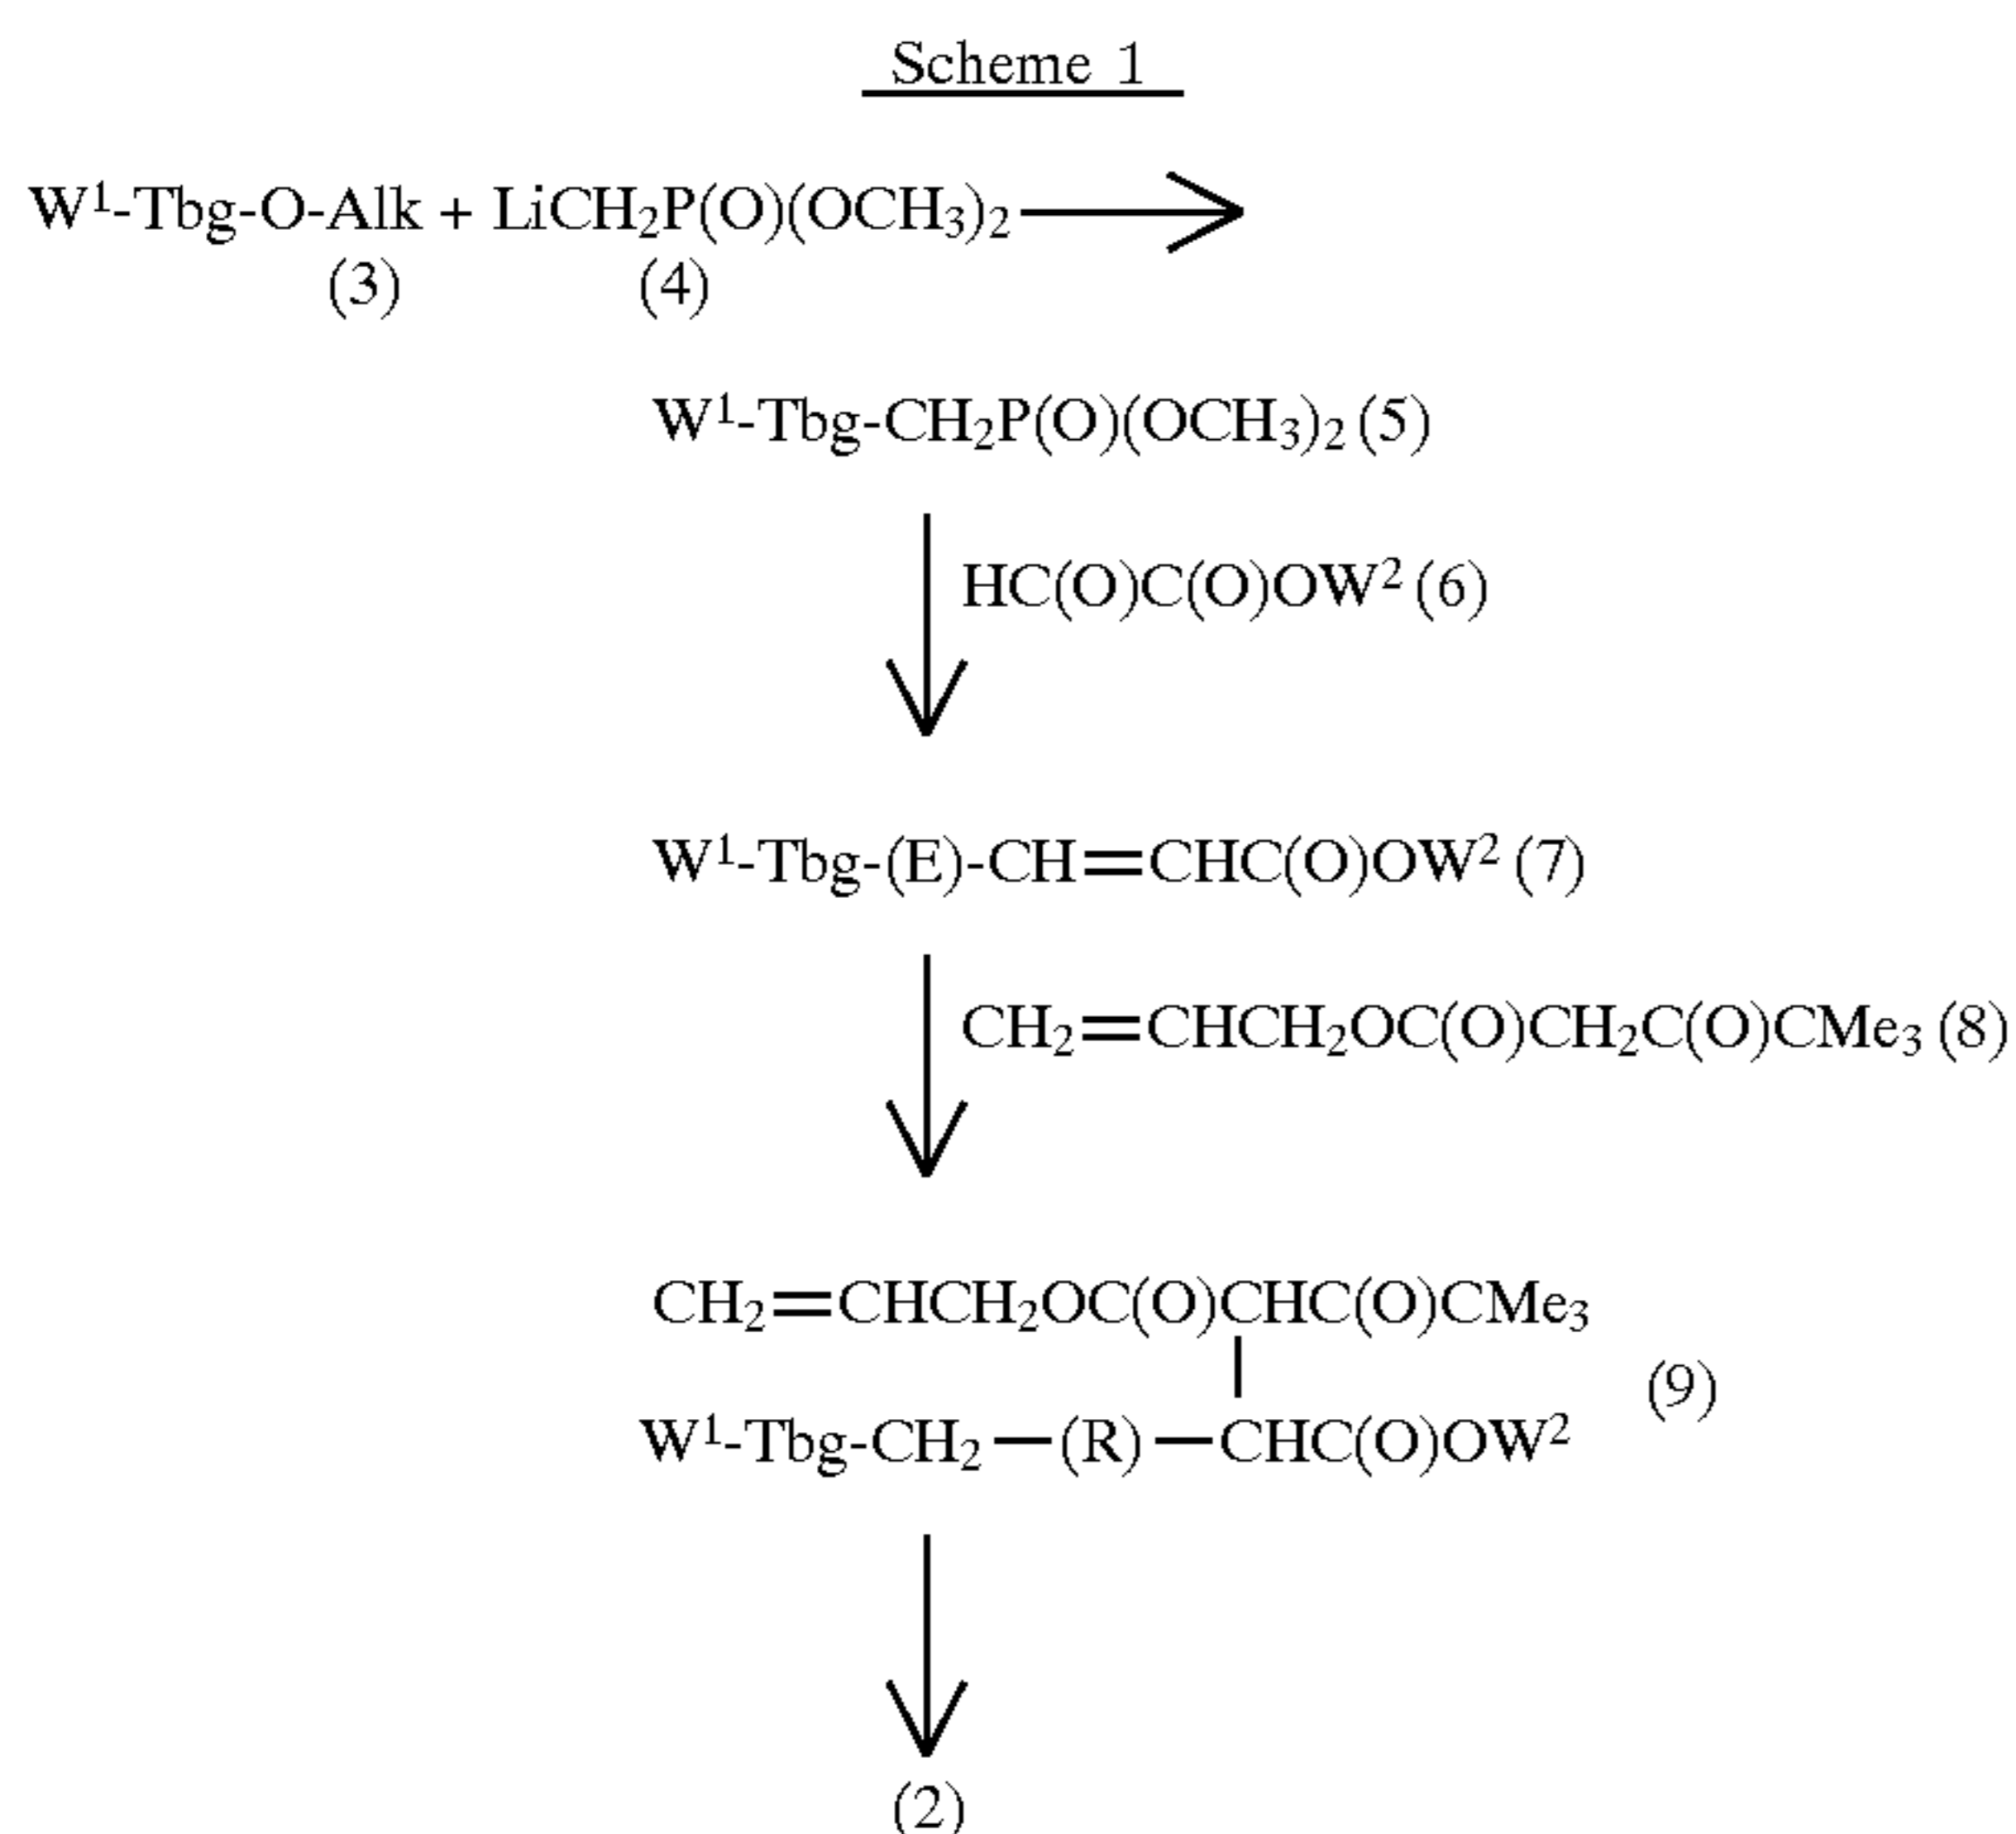 Scheme 1
W¹-Tbg-O-Alk + LiCH₂P(O)(OCH₃)₂
(3) (4)
W¹-Tbg-CH₂P(O)(OCH₃)₂ (5)
HC(O)C(O)OW² (6)
W¹-Tbg-(E)-CH=CHC(O)OW² (7)
CH₂=CHCH₂OC(O)CH₂C(O)CMe₃ (8)
CH₂=CHCH₂OC(O)CHC(O)CMe₃
(9)
W¹-Tbg-CH₂—(R)—CHC(O)OW²
(2)